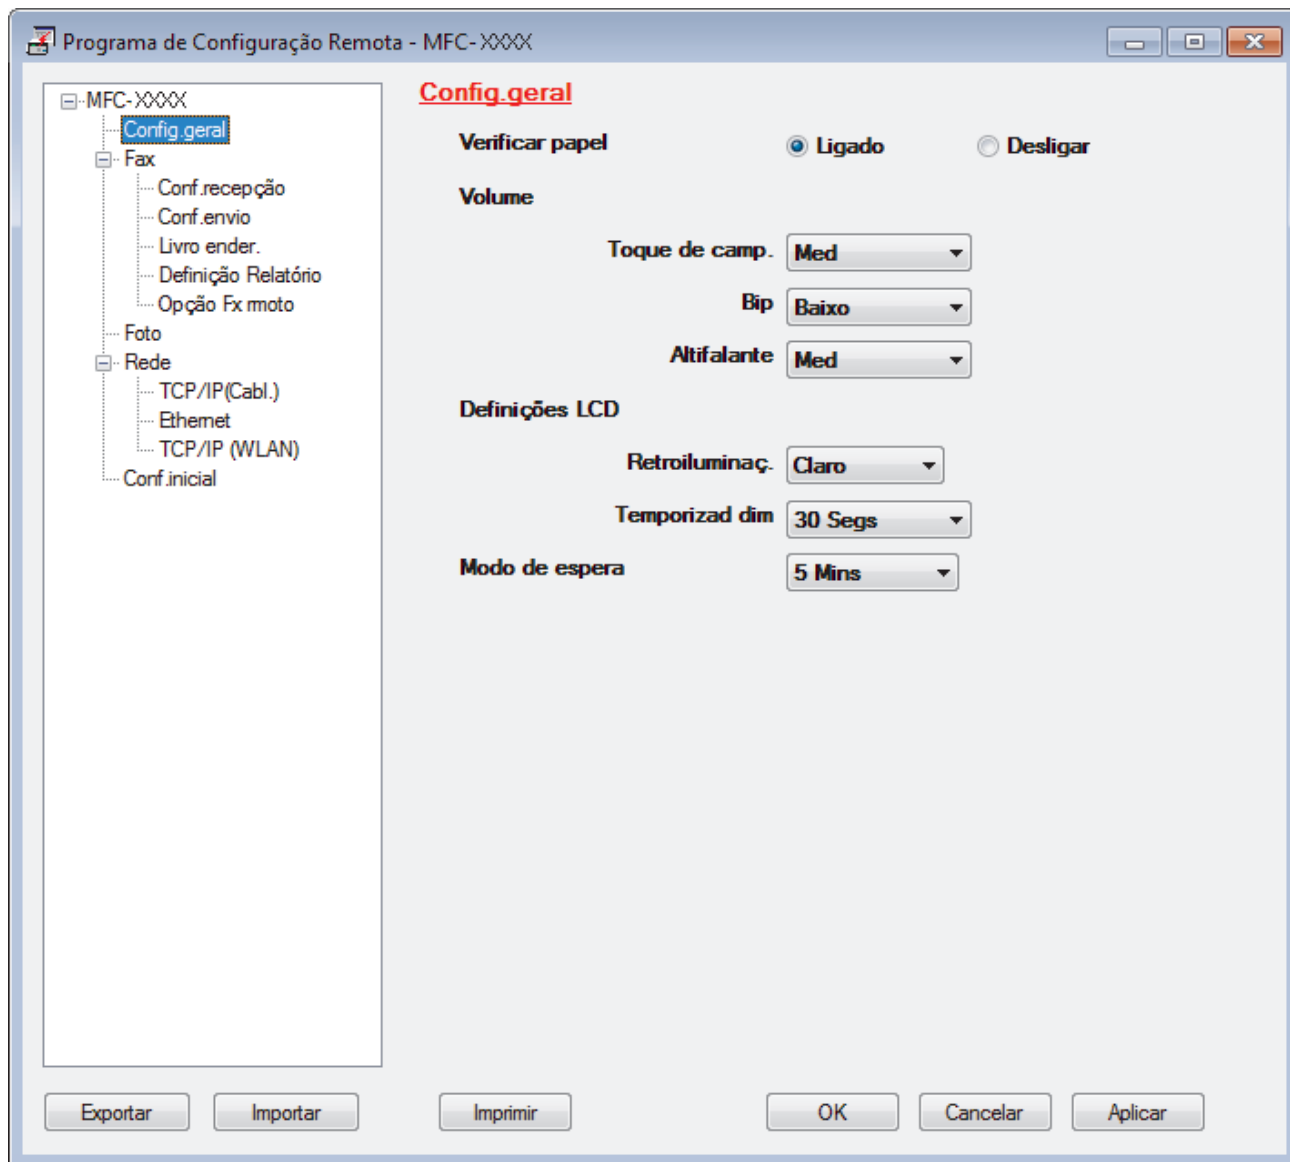 Programa de Configuração Remota - MFC-XXXX
MFC-XXXX
Config.geral
Fax
Conf.recepção
Conf.envio
Livro ender.
Definição Relatório
Opção Fx rmoto
Foto
Rede
TCP/IP(Cabl.)
Ethernet
TCP/IP (WLAN)
Conf.inicial
Config.geral
Verificar papel Ligado Desligar
Volume
Toque de camp. Med
Bip Baixo
Altifalante Med
Definições LCD
Retroiluminaç. Claro
Temporizad dim 30 Segs
Modo de espera 5 Mins
Exportar Importar Imprimir OK Cancelar Aplicar